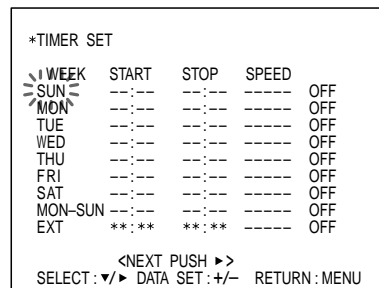 *TIMER SET
WEEK START STOP SPEED
SUN --:-- --:-- ----- OFF
MON --:-- --:-- ----- OFF
TUE --:-- --:-- ----- OFF
WED --:-- --:-- ----- OFF
THU --:-- --:-- ----- OFF
FRI --:-- --:-- ----- OFF
SAT --:-- --:-- ----- OFF
MON–SUN --:-- --:-- ----- OFF
EXT **:** **:** ----- OFF
<NEXT PUSH ►>
SELECT : ▼/► DATA SET : +/– RETURN : MENU